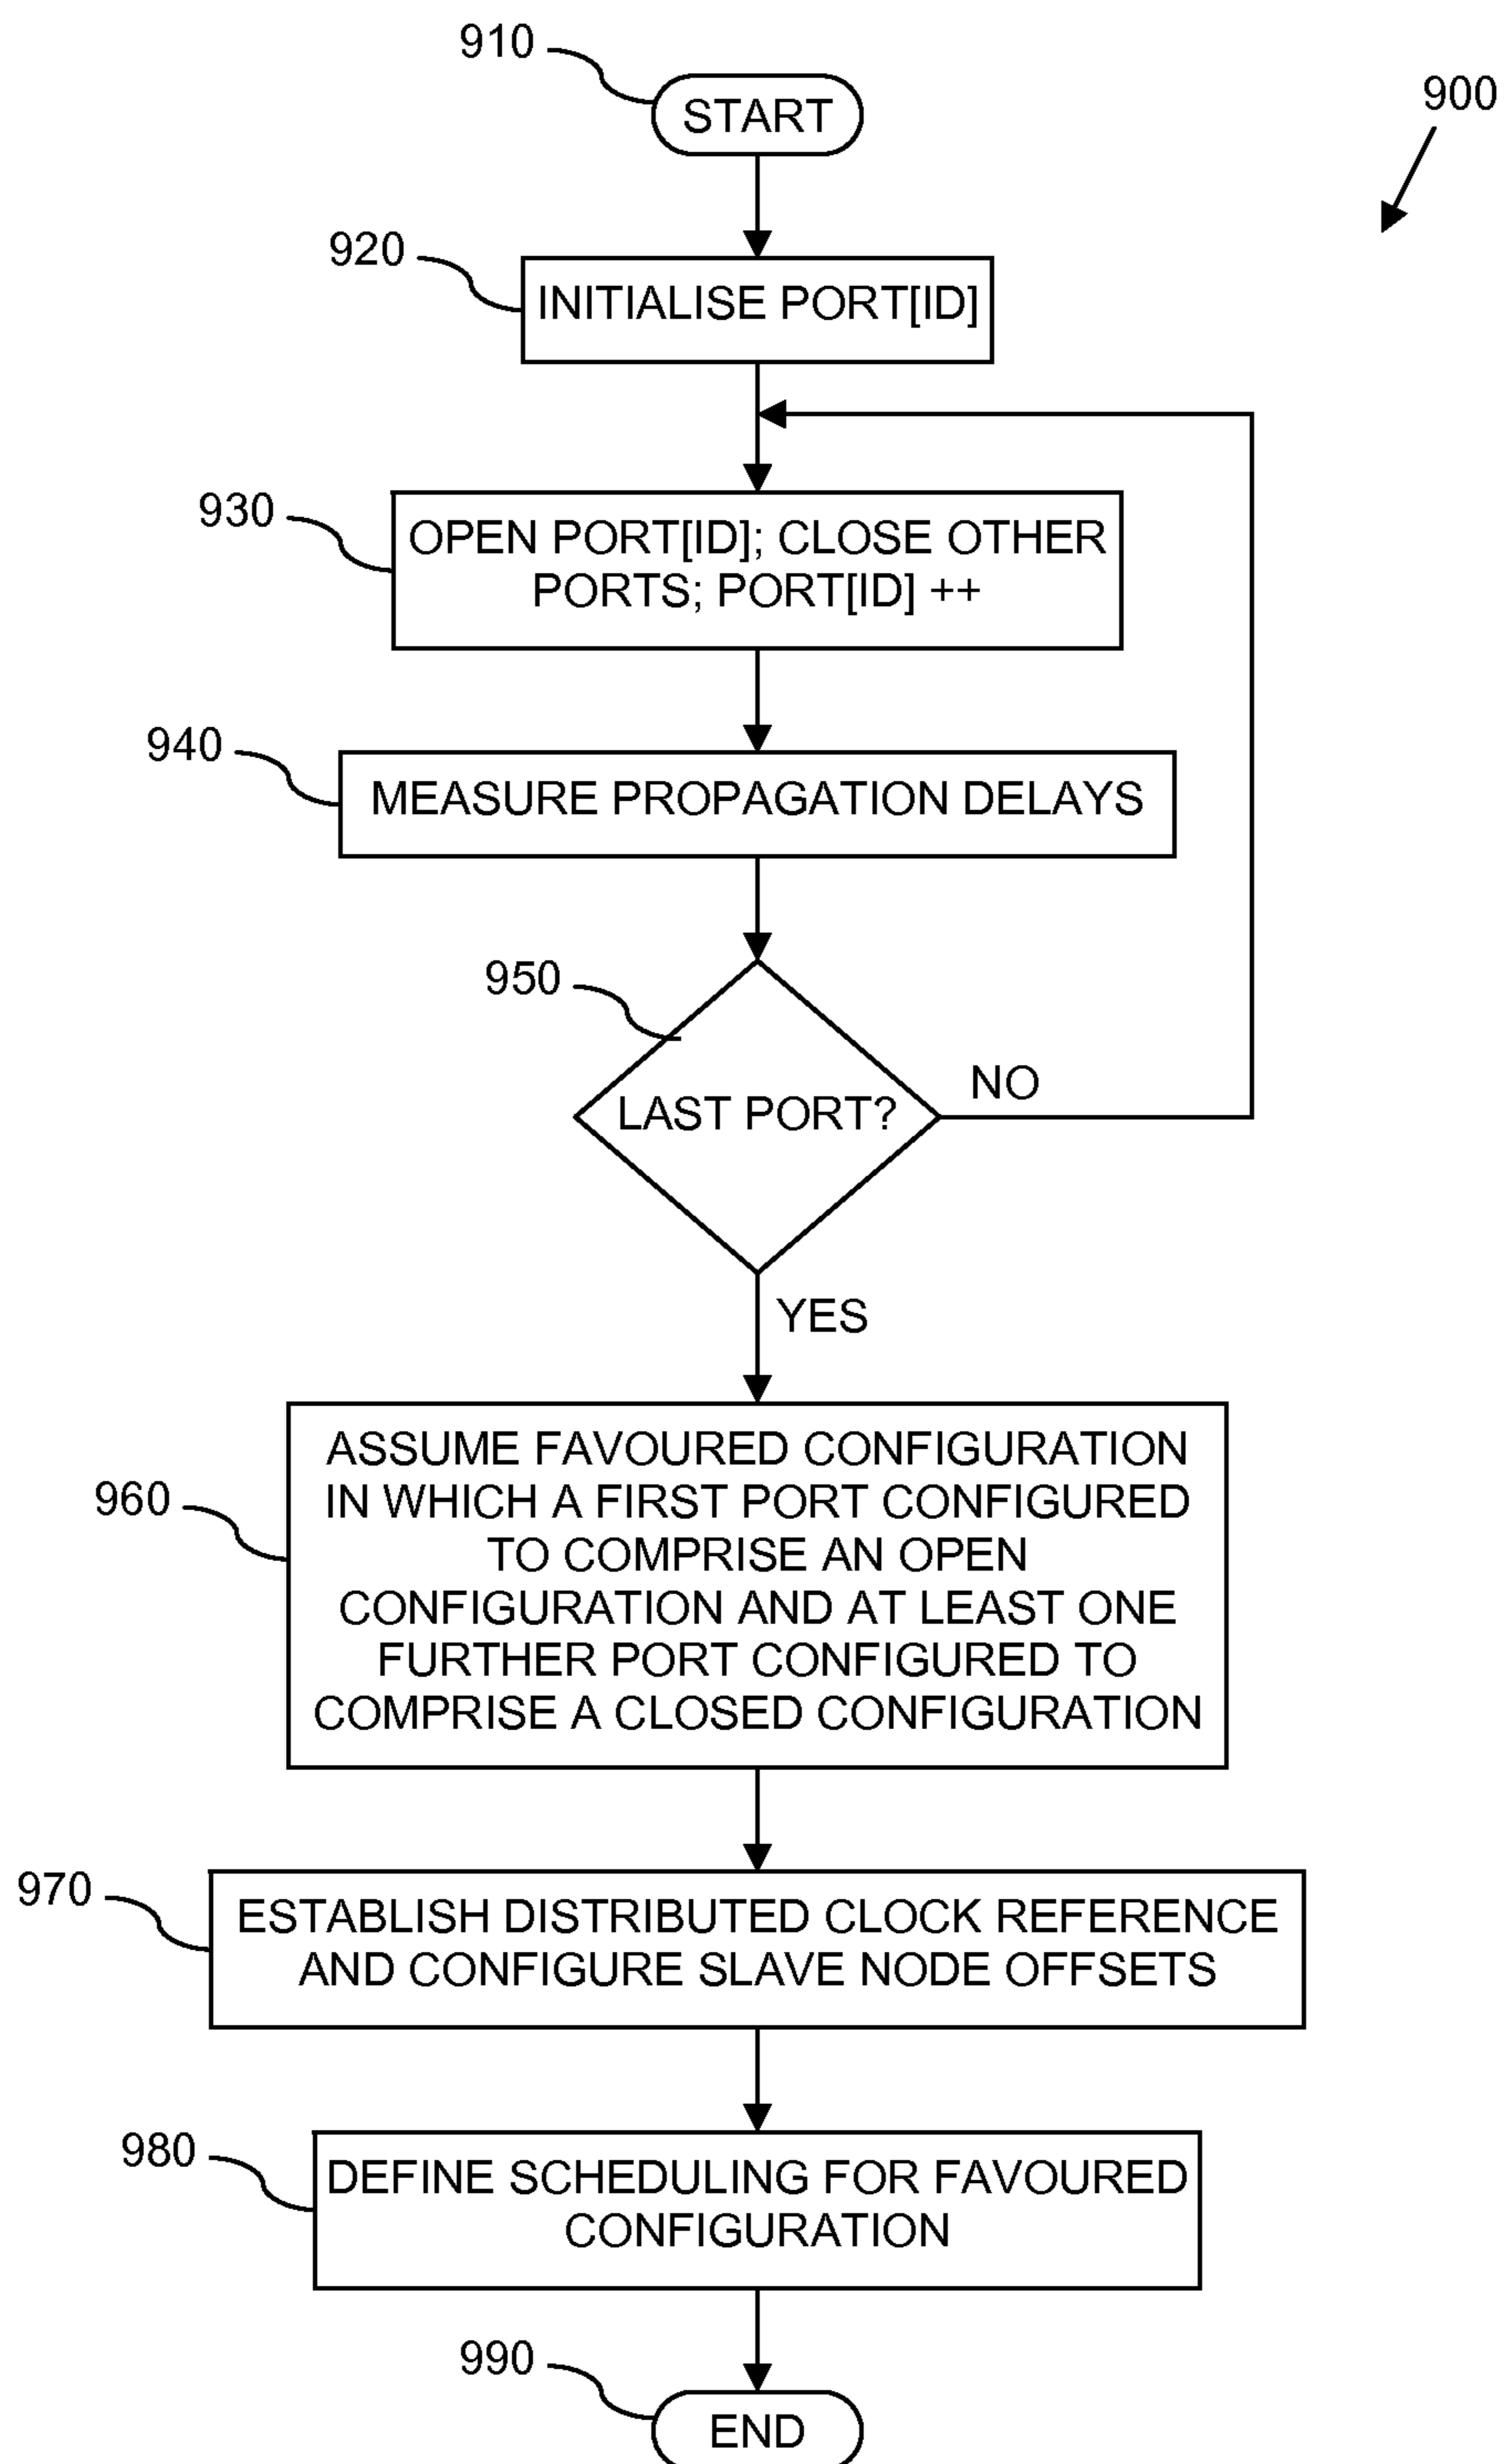 910
START
900
920
INITIALISE PORT[ID]
930
OPEN PORT[ID]; CLOSE OTHER
PORTS; PORT[ID] ++
940
MEASURE PROPAGATION DELAYS
950
LAST PORT?
NO
YES
960
ASSUME FAVOURED CONFIGURATION
IN WHICH A FIRST PORT CONFIGURED
TO COMPRISE AN OPEN
CONFIGURATION AND AT LEAST ONE
FURTHER PORT CONFIGURED TO
COMPRISE A CLOSED CONFIGURATION
970
ESTABLISH DISTRIBUTED CLOCK REFERENCE
AND CONFIGURE SLAVE NODE OFFSETS
980
DEFINE SCHEDULING FOR FAVOURED
CONFIGURATION
990
END